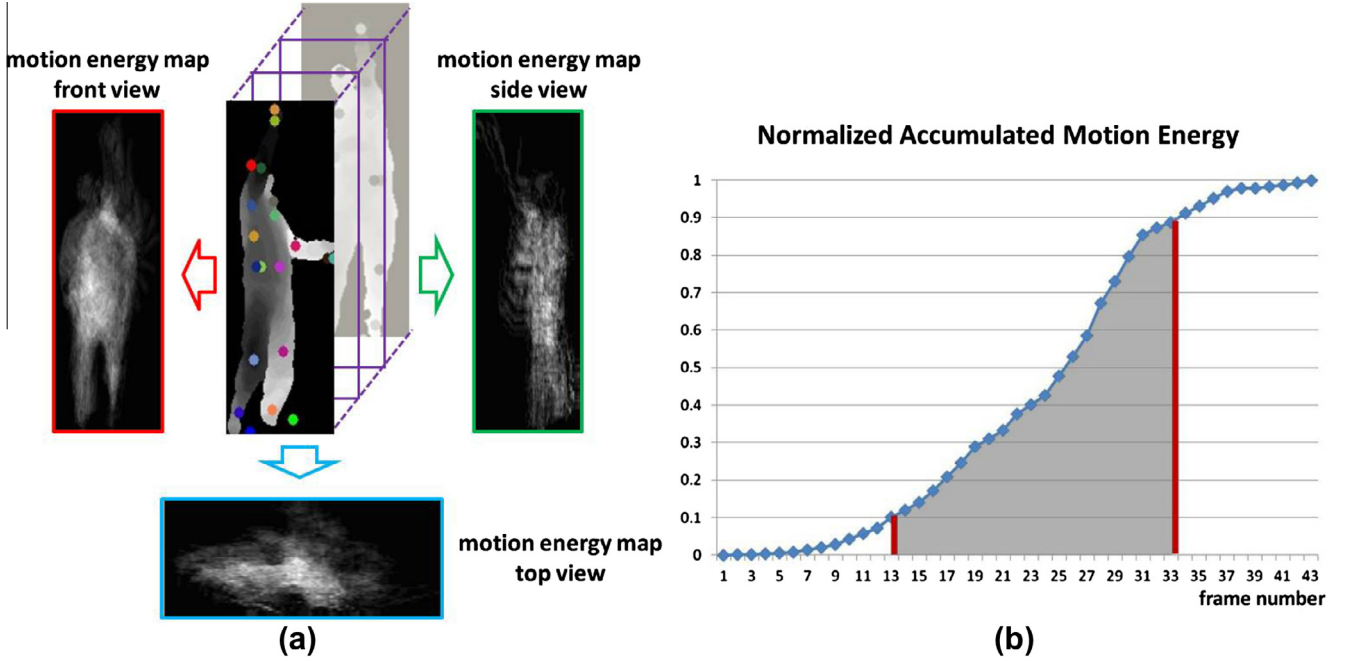 motion energy map
front view
motion energy map
side view
motion energy map
top view
(a)
Normalized Accumulated Motion Energy
1
0.9
0.8
0.7
0.6
0.5
0.4
0.3
0.2
0.1
0
1 3 5 7 9 11 13 15 17 19 21 23 25 27 29 31 33 35 37 39 41 43
frame number
(b)